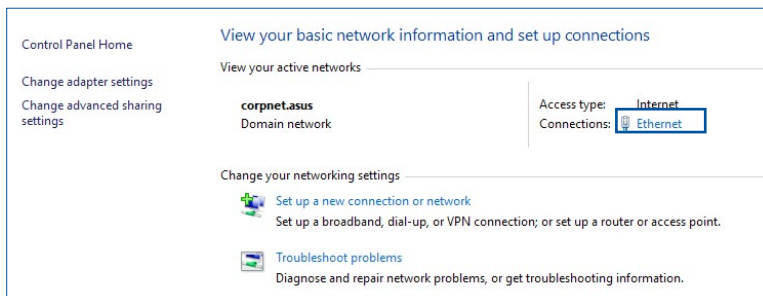 Control Panel Home
Change adapter settings
Change advanced sharing
settings
View your basic network information and set up connections
View your active networks
corpnet.asus
Domain network
Access type: Internet
Connections: Ethernet
Change your networking settings
Set up a new connection or network
Set up a broadband, dial-up, or VPN connection; or set up a router or access point.
Troubleshoot problems
Diagnose and repair network problems, or get troubleshooting information.